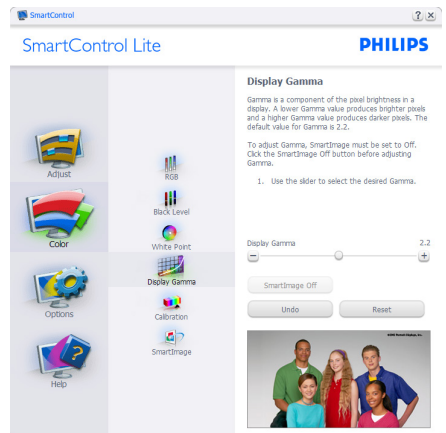 SmartControl
SmartControl Lite
PHILIPS
Adjust
Color
Options
Help
RGB
Black Level
White Point
Display Gamma
Calibration
SmartImage
Display Gamma
Gamma is a component of the pixel brightness in a
display. A lower Gamma value produces brighter pixels
and a higher Gamma value produces darker pixels. The
default value for Gamma is 2.2.
To adjust Gamma, SmartImage must be set to Off.
Click the SmartImage Off button before adjusting
Gamma.
1. Use the slider to select the desired Gamma.
Display Gamma 2.2
SmartImage Off
Undo Reset